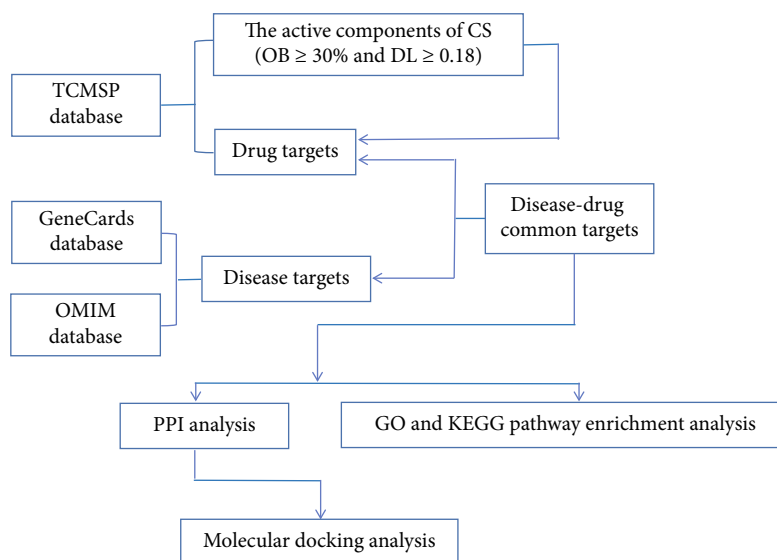 The active components of CS
(OB ≥ 30% and DL ≥ 0.18)
TCMSP
database
Drug targets
GeneCards
database
Disease-drug
common targets
Disease targets
OMIM
database
PPI analysis
GO and KEGG pathway enrichment analysis
Molecular docking analysis